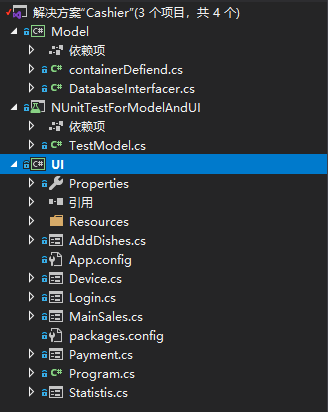 解决方案"Cashier"(3 个项目，共 4 个)
C# Model
依赖项
C# containerDefiend.cs
C# DatabaseInterfacer.cs
NUnitTestForModelAndUI
依赖项
C# TestModel.cs
C# UI
Properties
引用
Resources
AddDishes.cs
App.config
Device.cs
Login.cs
MainSales.cs
packages.config
Payment.cs
C# Program.cs
Statistis.cs